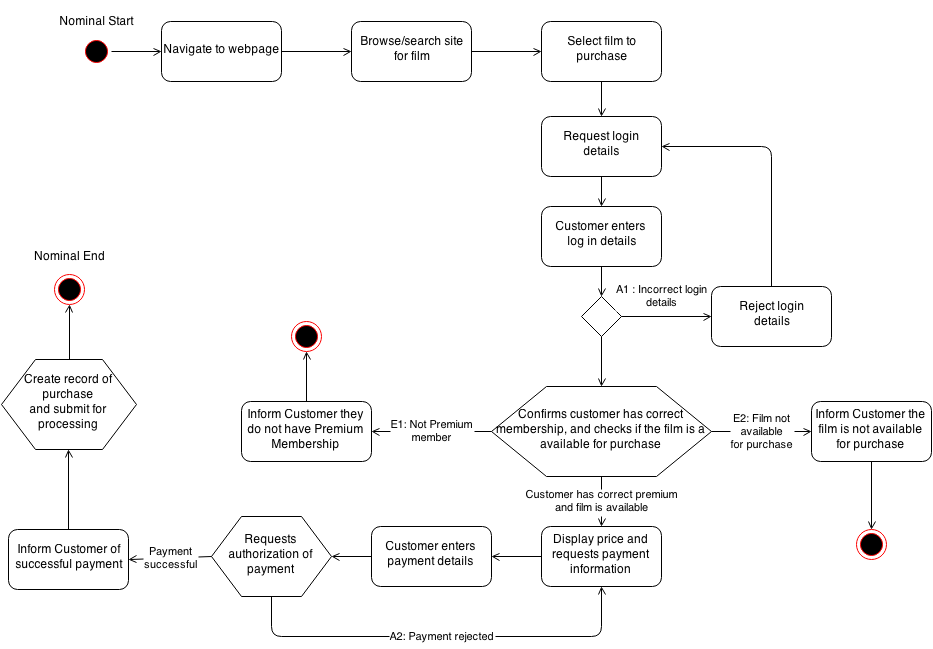 Nominal Start
Navigate to webpage
Browse/search site
for film
Select film to
purchase
Request login
details
Customer enters
log in details
A1 : Incorrect login
details
Reject login
details
Confirms customer has correct
membership, and checks if the film is a
available for purchase
E1: Not Premium
member
Inform Customer they
do not have Premium
Membership
E2: Film not
available
for purchase
Inform Customer the
film is not available
for purchase
Customer has correct premium
and film is available
Display price and
requests payment
information
Customer enters
payment details
Requests
authorization of
payment
A2: Payment rejected
Payment
successful
Inform Customer of
successful payment
Create record of
purchase
and submit for
processing
Nominal End